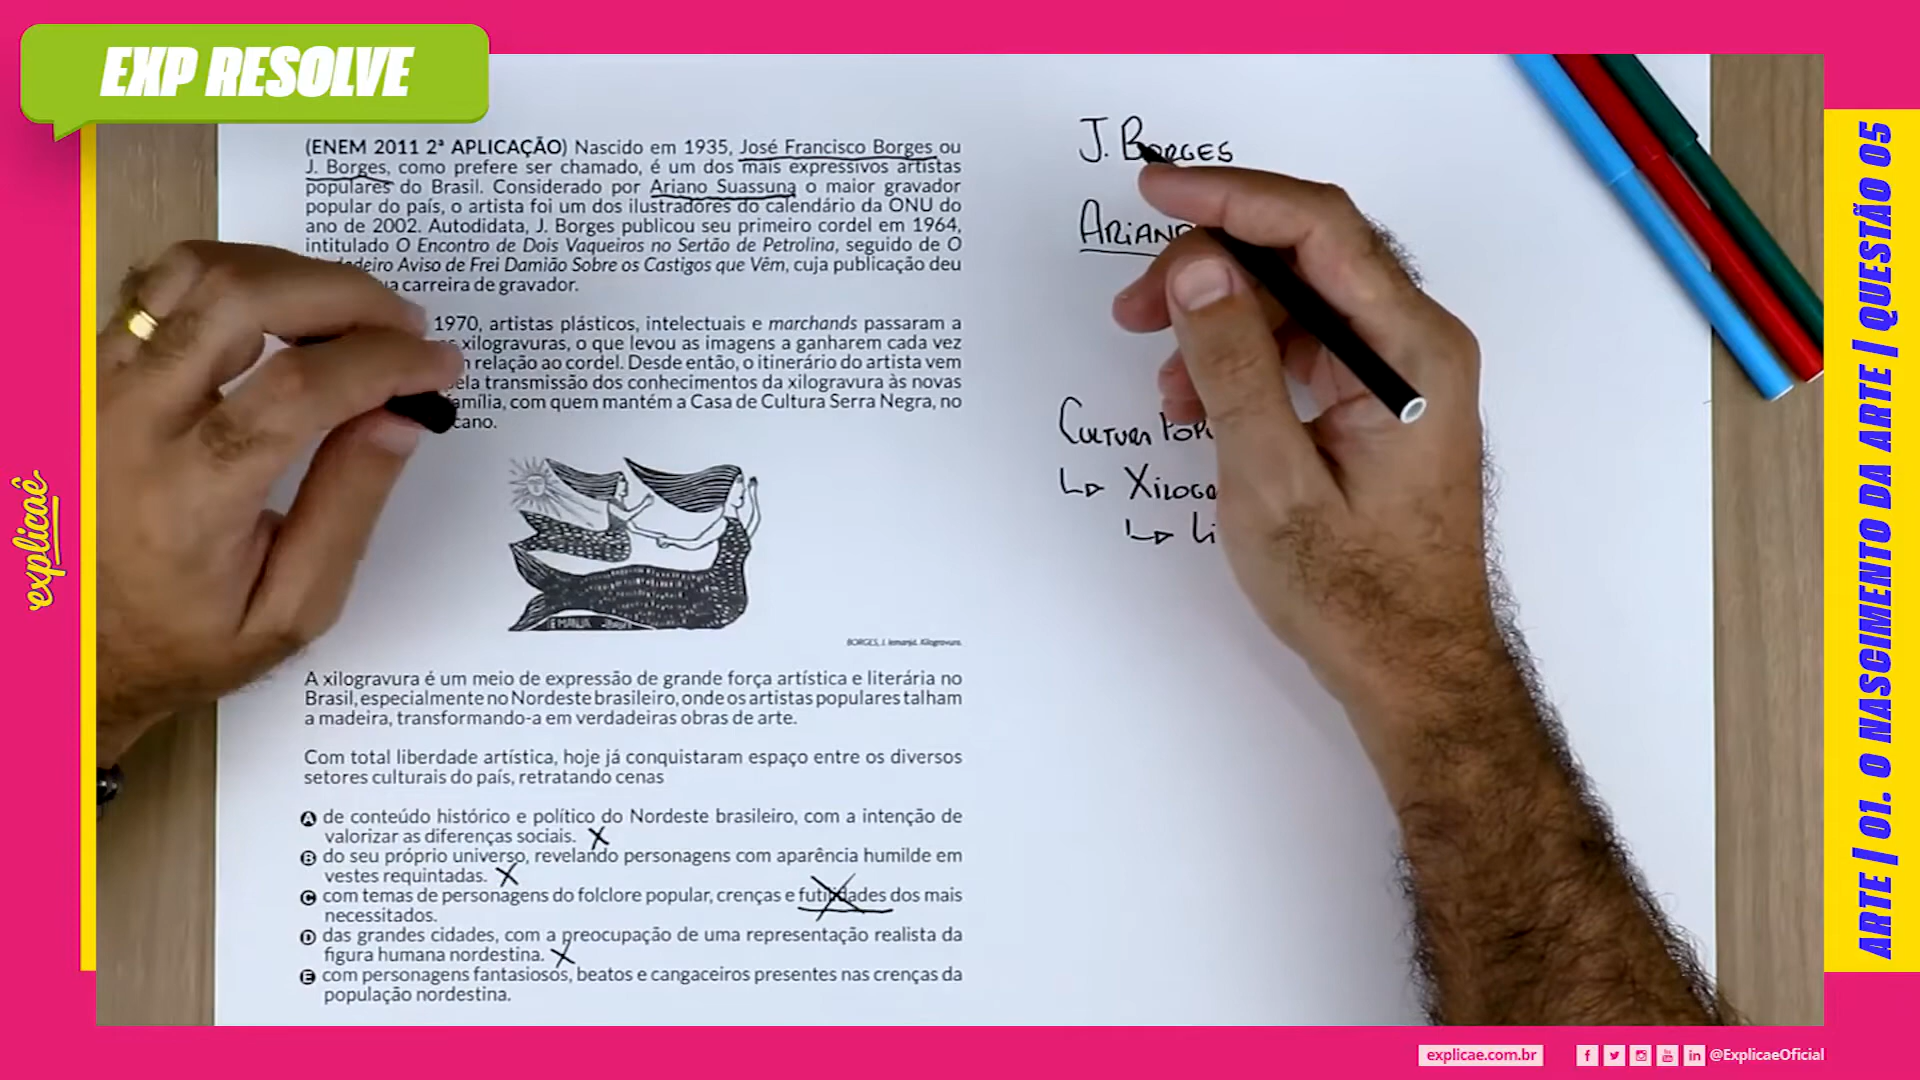 EXP RESOLVE
(ENEM 2011 2ª APLICAÇÃO) Nascido em 1935, José Francisco Borges ou
J. Borges, como prefere ser chamado, é um dos mais expressivos artistas
populares do Brasil. Considerado por Ariano Suassuna o maior gravador
popular do país, o artista foi um dos ilustradores do calendário da ONU do
ano de 2002. Autodidata, J. Borges publicou seu primeiro cordel em 1964,
intitulado O Encontro de Dois Vaqueiros no Sertão de Petrolina, seguido de O
Aviso de Frei Damião Sobre os Castigos que Vêm, cuja publicação deu
carreira de gravador.
1970, artistas plásticos, intelectuais e marchands passaram a
xilogravuras, o que levou as imagens a ganharem cada vez
relação ao cordel. Desde então, o itinerário do artista vem
pela transmissão dos conhecimentos da xilogravura às novas
família, com quem mantém a Casa de Cultura Serra Negra, no
cano.
IEMANJA
BORGES, J. Iemanjá. Xilogravura.
A xilogravura é um meio de expressão de grande força artística e literária no
Brasil, especialmente no Nordeste brasileiro, onde os artistas populares talham
a madeira, transformando-a em verdadeiras obras de arte.
Com total liberdade artística, hoje já conquistaram espaço entre os diversos
setores culturais do país, retratando cenas
A de conteúdo histórico e político do Nordeste brasileiro, com a intenção de
valorizar as diferenças sociais. X
B do seu próprio universo, revelando personagens com aparência humilde em
vestes requintadas. X
C com temas de personagens do folclore popular, crenças e futilidades dos mais
necessitados.
D das grandes cidades, com a preocupação de uma representação realista da
figura humana nordestina. X
E com personagens fantasiosos, beatos e cangaceiros presentes nas crenças da
população nordestina.
J. BORGES
ARIANO
CULTURA POPU
XILOG
LI
explicaê
ARTE | 01. O NASCIMENTO DA ARTE | QUESTÃO 05
explicae.com.br
@ExplicaeOficial